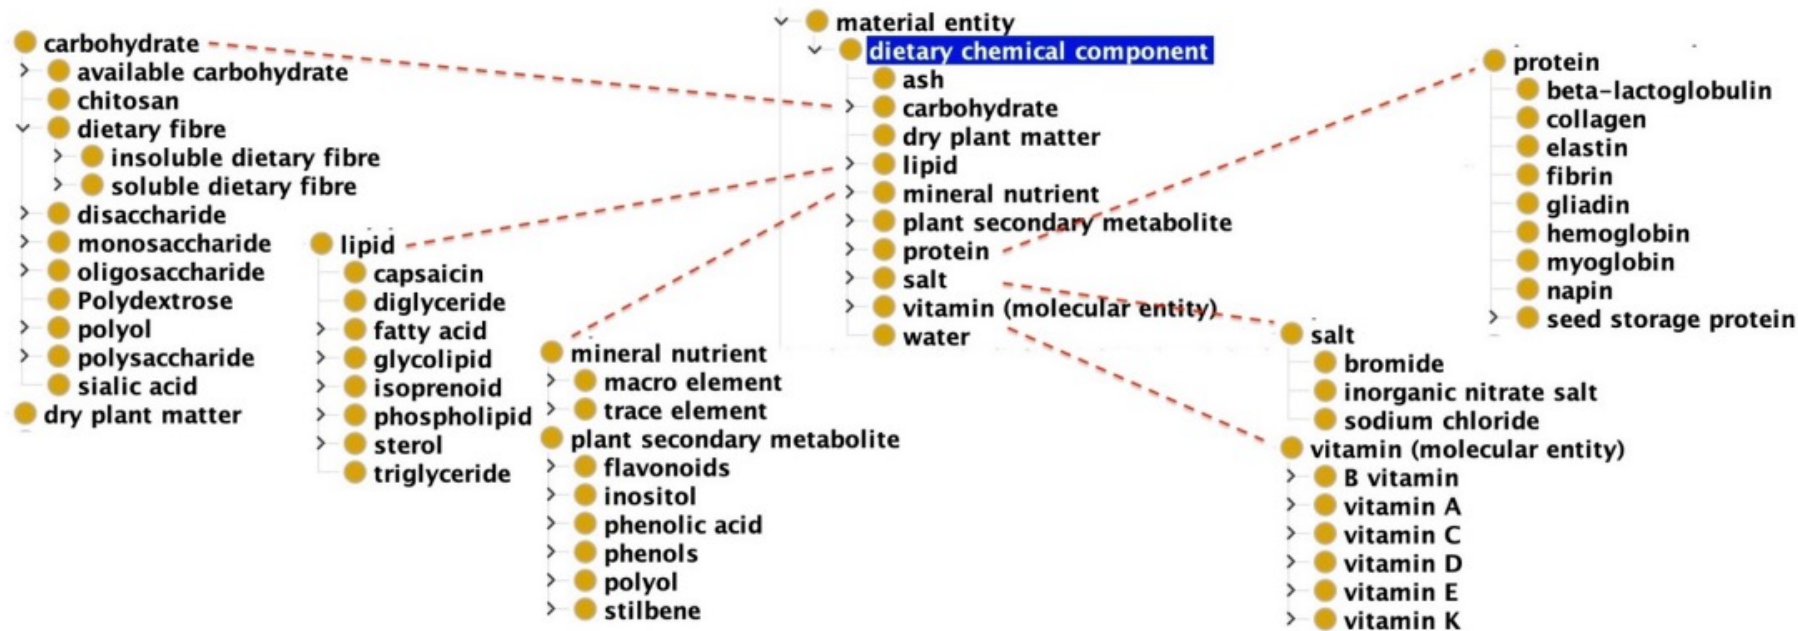 carbohydrate
available carbohydrate
chitosan
dietary fibre
insoluble dietary fibre
soluble dietary fibre
disaccharide
monosaccharide
oligosaccharide
Polydextrose
polyol
polysaccharide
sialic acid
dry plant matter
lipid
capsaicin
diglyceride
fatty acid
glycolipid
isoprenoid
phospholipid
sterol
triglyceride
mineral nutrient
macro element
trace element
plant secondary metabolite
flavonoids
inositol
phenolic acid
phenols
polyol
stilbene
material entity
dietary chemical component
ash
carbohydrate
dry plant matter
lipid
mineral nutrient
plant secondary metabolite
protein
salt
vitamin (molecular entity)
water
protein
beta-lactoglobulin
collagen
elastin
fibrin
gliadin
hemoglobin
myoglobin
napin
seed storage protein
salt
bromide
inorganic nitrate salt
sodium chloride
vitamin (molecular entity)
B vitamin
vitamin A
vitamin C
vitamin D
vitamin E
vitamin K